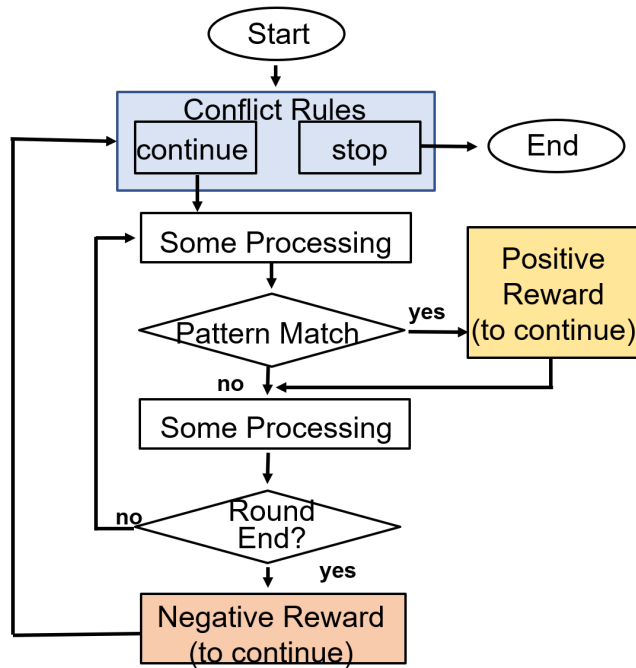 Start
Conflict Rules
continue
stop
End
Some Processing
Pattern Match
yes
Positive
Reward
(to continue)
no
Some Processing
Round
End?
no
yes
Negative Reward
(to continue)